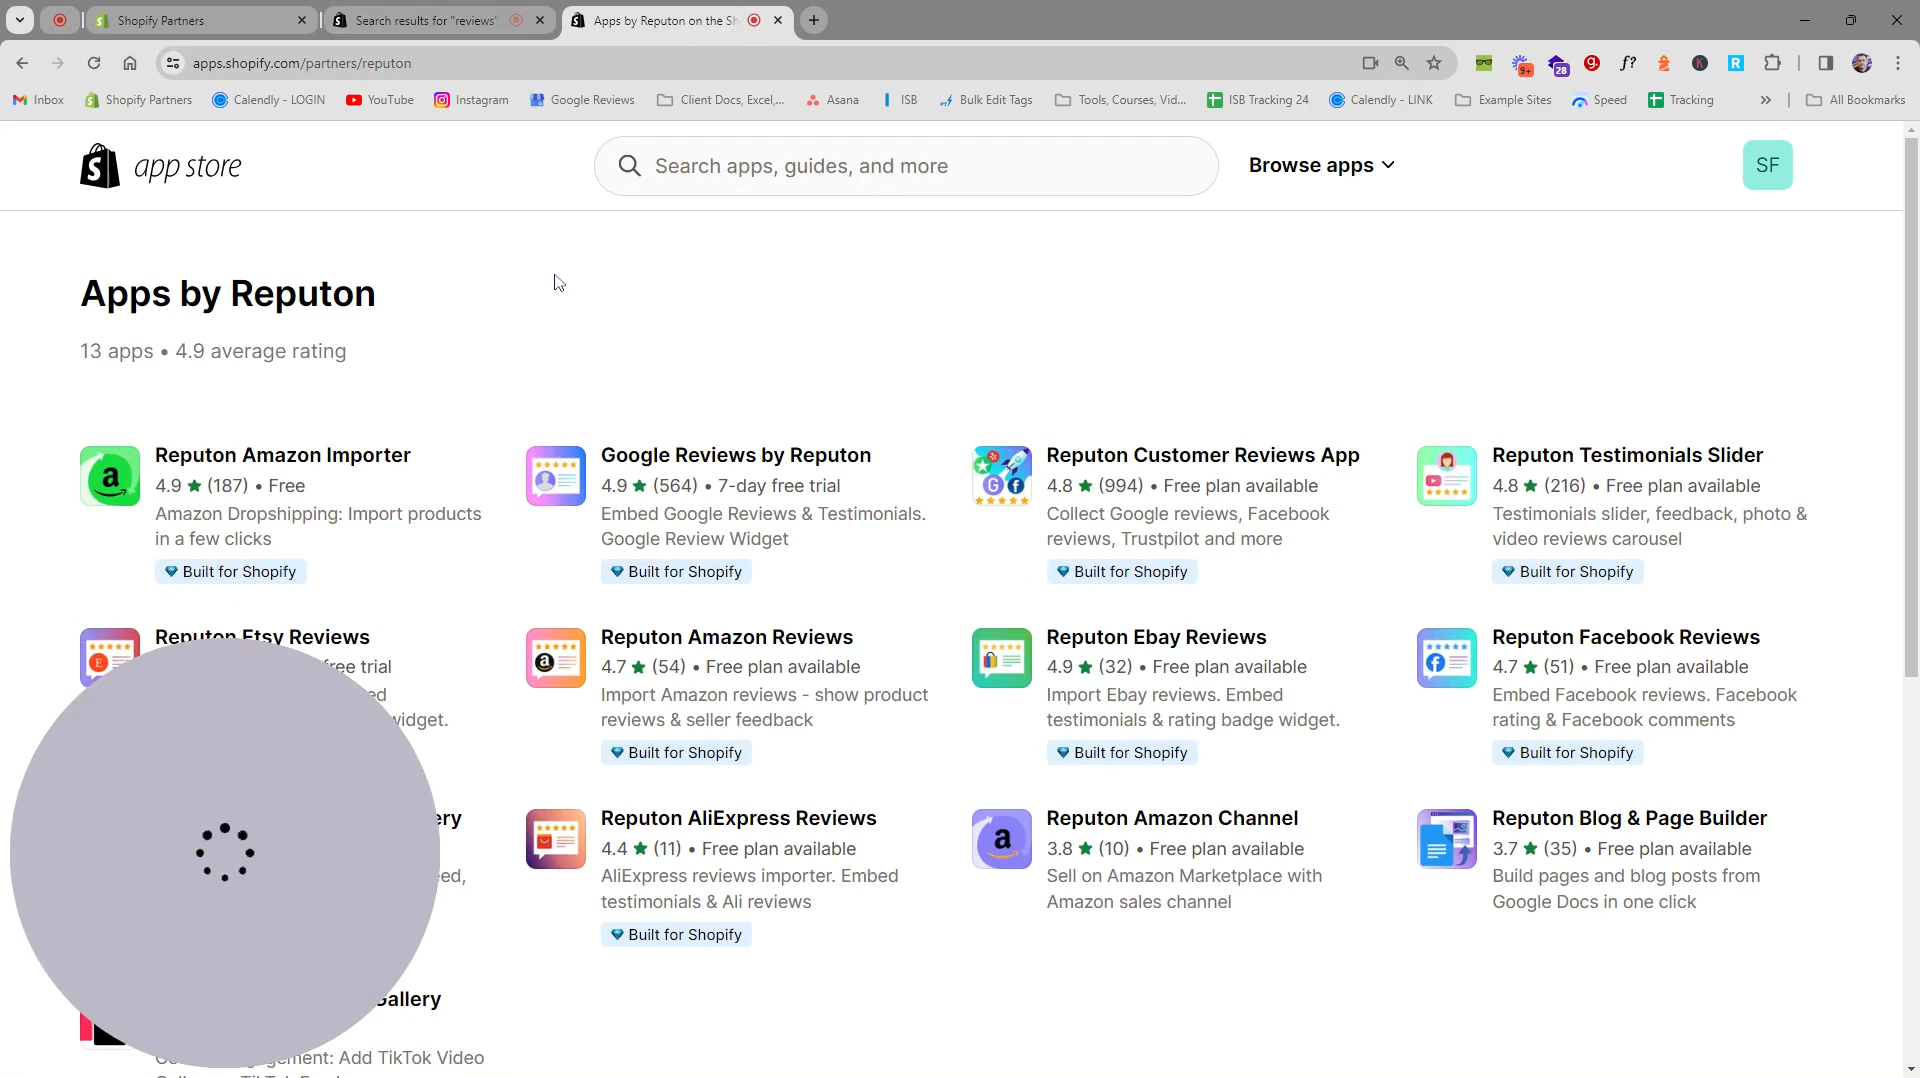 Shopify Partners
Search results for "reviews"
Apps by Reputon on the Sh
apps.shopify.com/partners/reputon
9+
28
g.
f?
K
R
Inbox
Shopify Partners
Calendly - LOGIN
YouTube
Instagram
Google Reviews
Client Docs, Excel,...
Asana
ISB
Bulk Edit Tags
Tools, Courses, Vid...
ISB Tracking 24
Calendly - LINK
Example Sites
Speed
Tracking
All Bookmarks
app store
Search apps, guides, and more
Browse apps
SF
Apps by Reputon
13 apps • 4.9 average rating
Reputon Amazon Importer
4.9 ★ (187) • Free
Amazon Dropshipping: Import products
in a few clicks
Built for Shopify
Google Reviews by Reputon
4.9 ★ (564) • 7-day free trial
Embed Google Reviews & Testimonials.
Google Review Widget
Built for Shopify
Reputon Customer Reviews App
4.8 ★ (994) • Free plan available
Collect Google reviews, Facebook
reviews, Trustpilot and more
Built for Shopify
Reputon Testimonials Slider
4.8 ★ (216) • Free plan available
Testimonials slider, feedback, photo &
video reviews carousel
Built for Shopify
Reputon Etsy Reviews
free trial
widget.
Reputon Amazon Reviews
4.7 ★ (54) • Free plan available
Import Amazon reviews - show product
reviews & seller feedback
Built for Shopify
Reputon Ebay Reviews
4.9 ★ (32) • Free plan available
Import Ebay reviews. Embed
testimonials & rating badge widget.
Built for Shopify
Reputon Facebook Reviews
4.7 ★ (51) • Free plan available
Embed Facebook reviews. Facebook
rating & Facebook comments
Built for Shopify
Reputon AliExpress Reviews
4.4 ★ (11) • Free plan available
AliExpress reviews importer. Embed
testimonials & Ali reviews
Built for Shopify
Reputon Amazon Channel
3.8 ★ (10) • Free plan available
Sell on Amazon Marketplace with
Amazon sales channel
Reputon Blog & Page Builder
3.7 ★ (35) • Free plan available
Build pages and blog posts from
Google Docs in one click
Gallery
Add TikTok Video